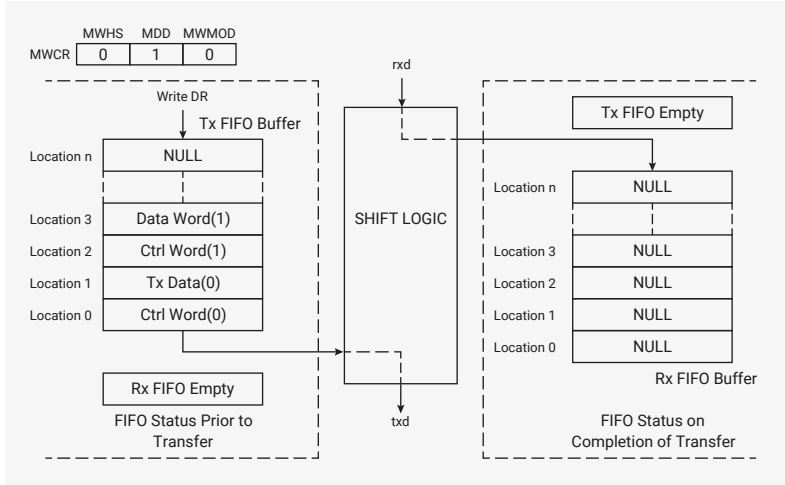 MWHS MDD MWMOD
MWCR 0 1 0
Write DR
Tx FIFO Buffer
Location n NULL
Location 3 Data Word(1)
Location 2 Ctrl Word(1)
Location 1 Tx Data(0)
Location 0 Ctrl Word(0)
Rx FIFO Empty
FIFO Status Prior to
Transfer
rxd
SHIFT LOGIC
txd
Tx FIFO Empty
Location n NULL
Location 3 NULL
Location 2 NULL
Location 1 NULL
Location 0 NULL
Rx FIFO Buffer
FIFO Status on
Completion of Transfer